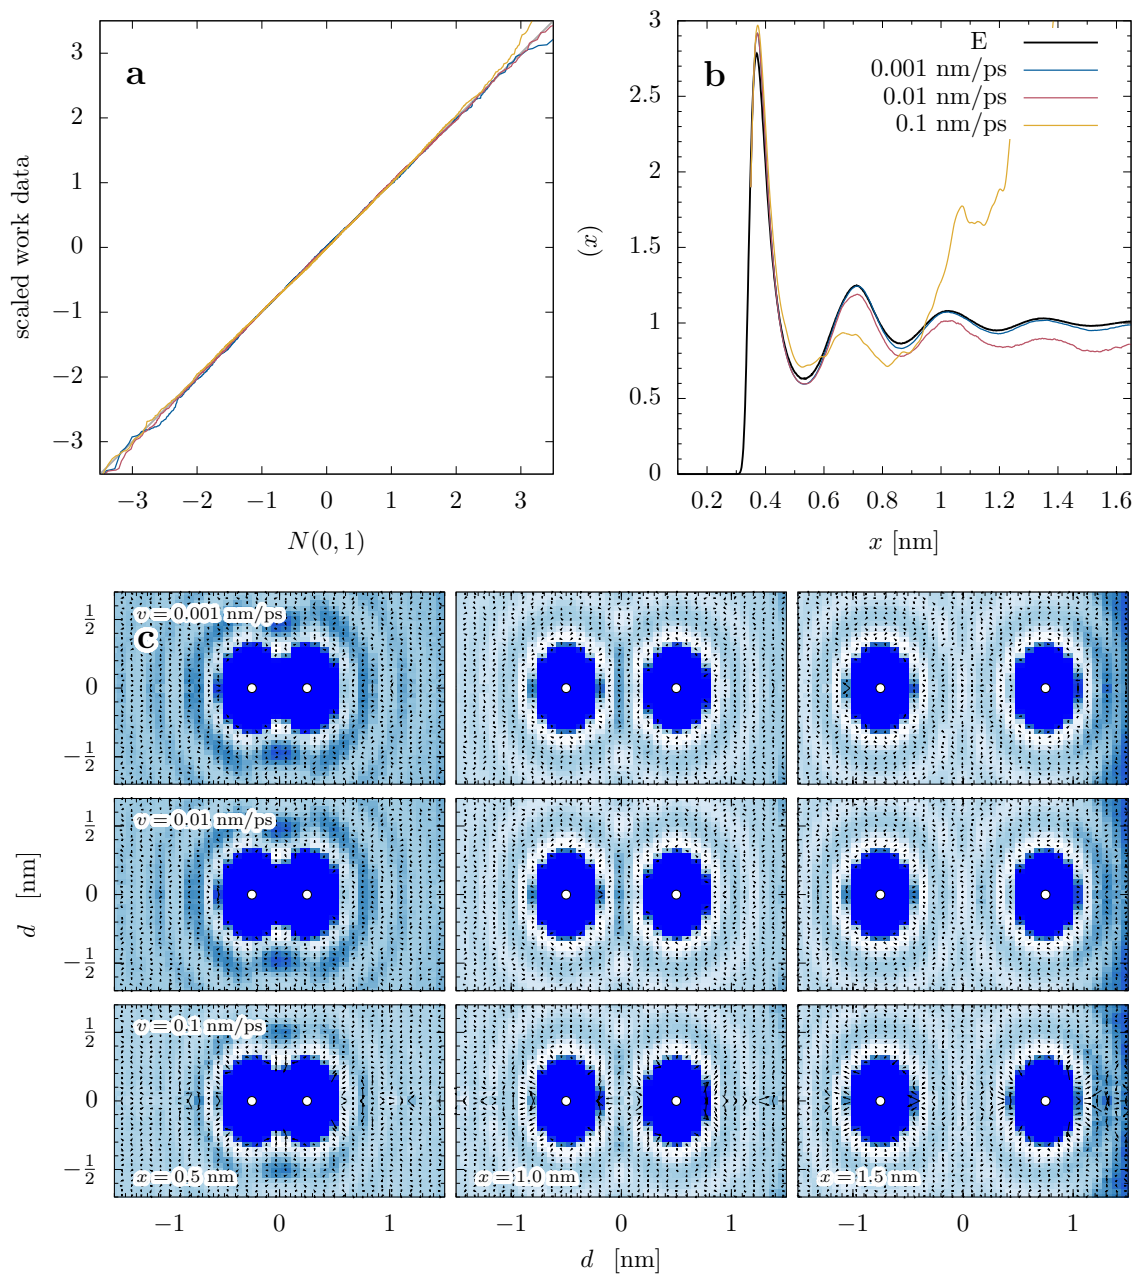 a
scaled work data
3
2
1
0
−1
−2
−3
−3 −2 −1 0 1 2 3
N(0, 1)
b
E
0.001 nm/ps
0.01 nm/ps
0.1 nm/ps
(x)
3
2.5
2
1.5
1
0.5
0
0.2 0.4 0.6 0.8 1 1.2 1.4 1.6
x [nm]
v = 0.001 nm/ps
c
1/2
0
−1/2
v = 0.01 nm/ps
1/2
0
−1/2
d [nm]
v = 0.1 nm/ps
1/2
0
−1/2
x = 0.5 nm
x = 1.0 nm
x = 1.5 nm
−1 0 1 −1 0 1 −1 0 1
d [nm]